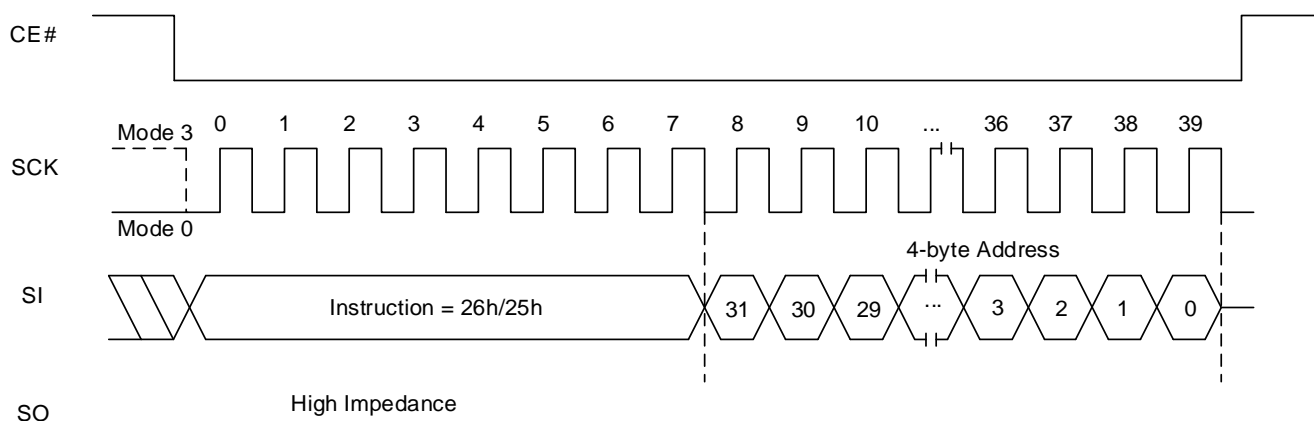 CE#
Mode 3 0 1 2 3 4 5 6 7 8 9 10 ... 36 37 38 39
SCK
Mode 0
4-byte Address
SI Instruction = 26h/25h 31 30 29 ... 3 2 1 0
High Impedance
SO